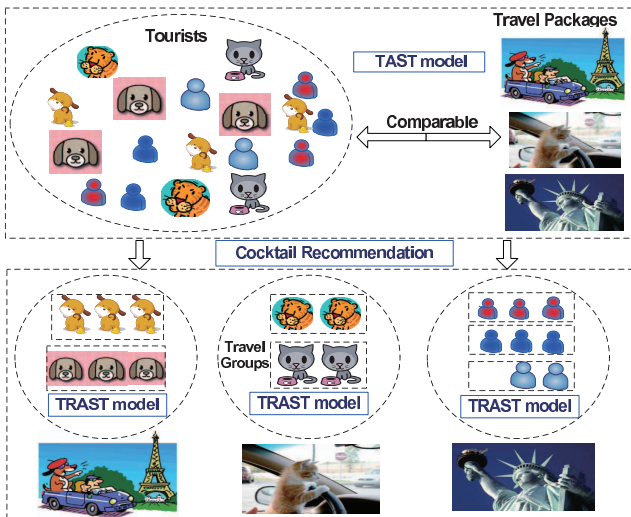 Tourists
Travel Packages
TAST model
Comparable
Cocktail Recommendation
Travel
Groups
TRAST model
TRAST model
TRAST model